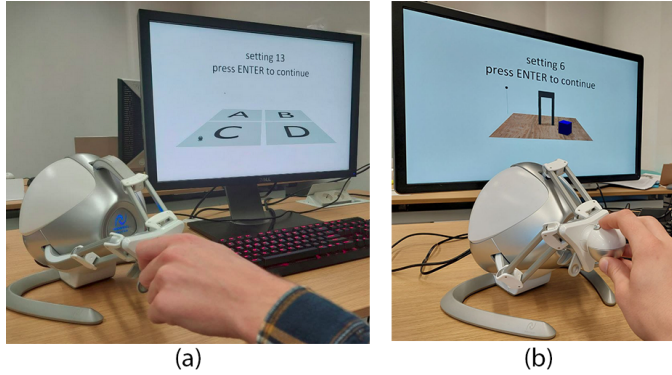 setting 13
press ENTER to continue
A B
C D
setting 6
press ENTER to continue
(a)
(b)